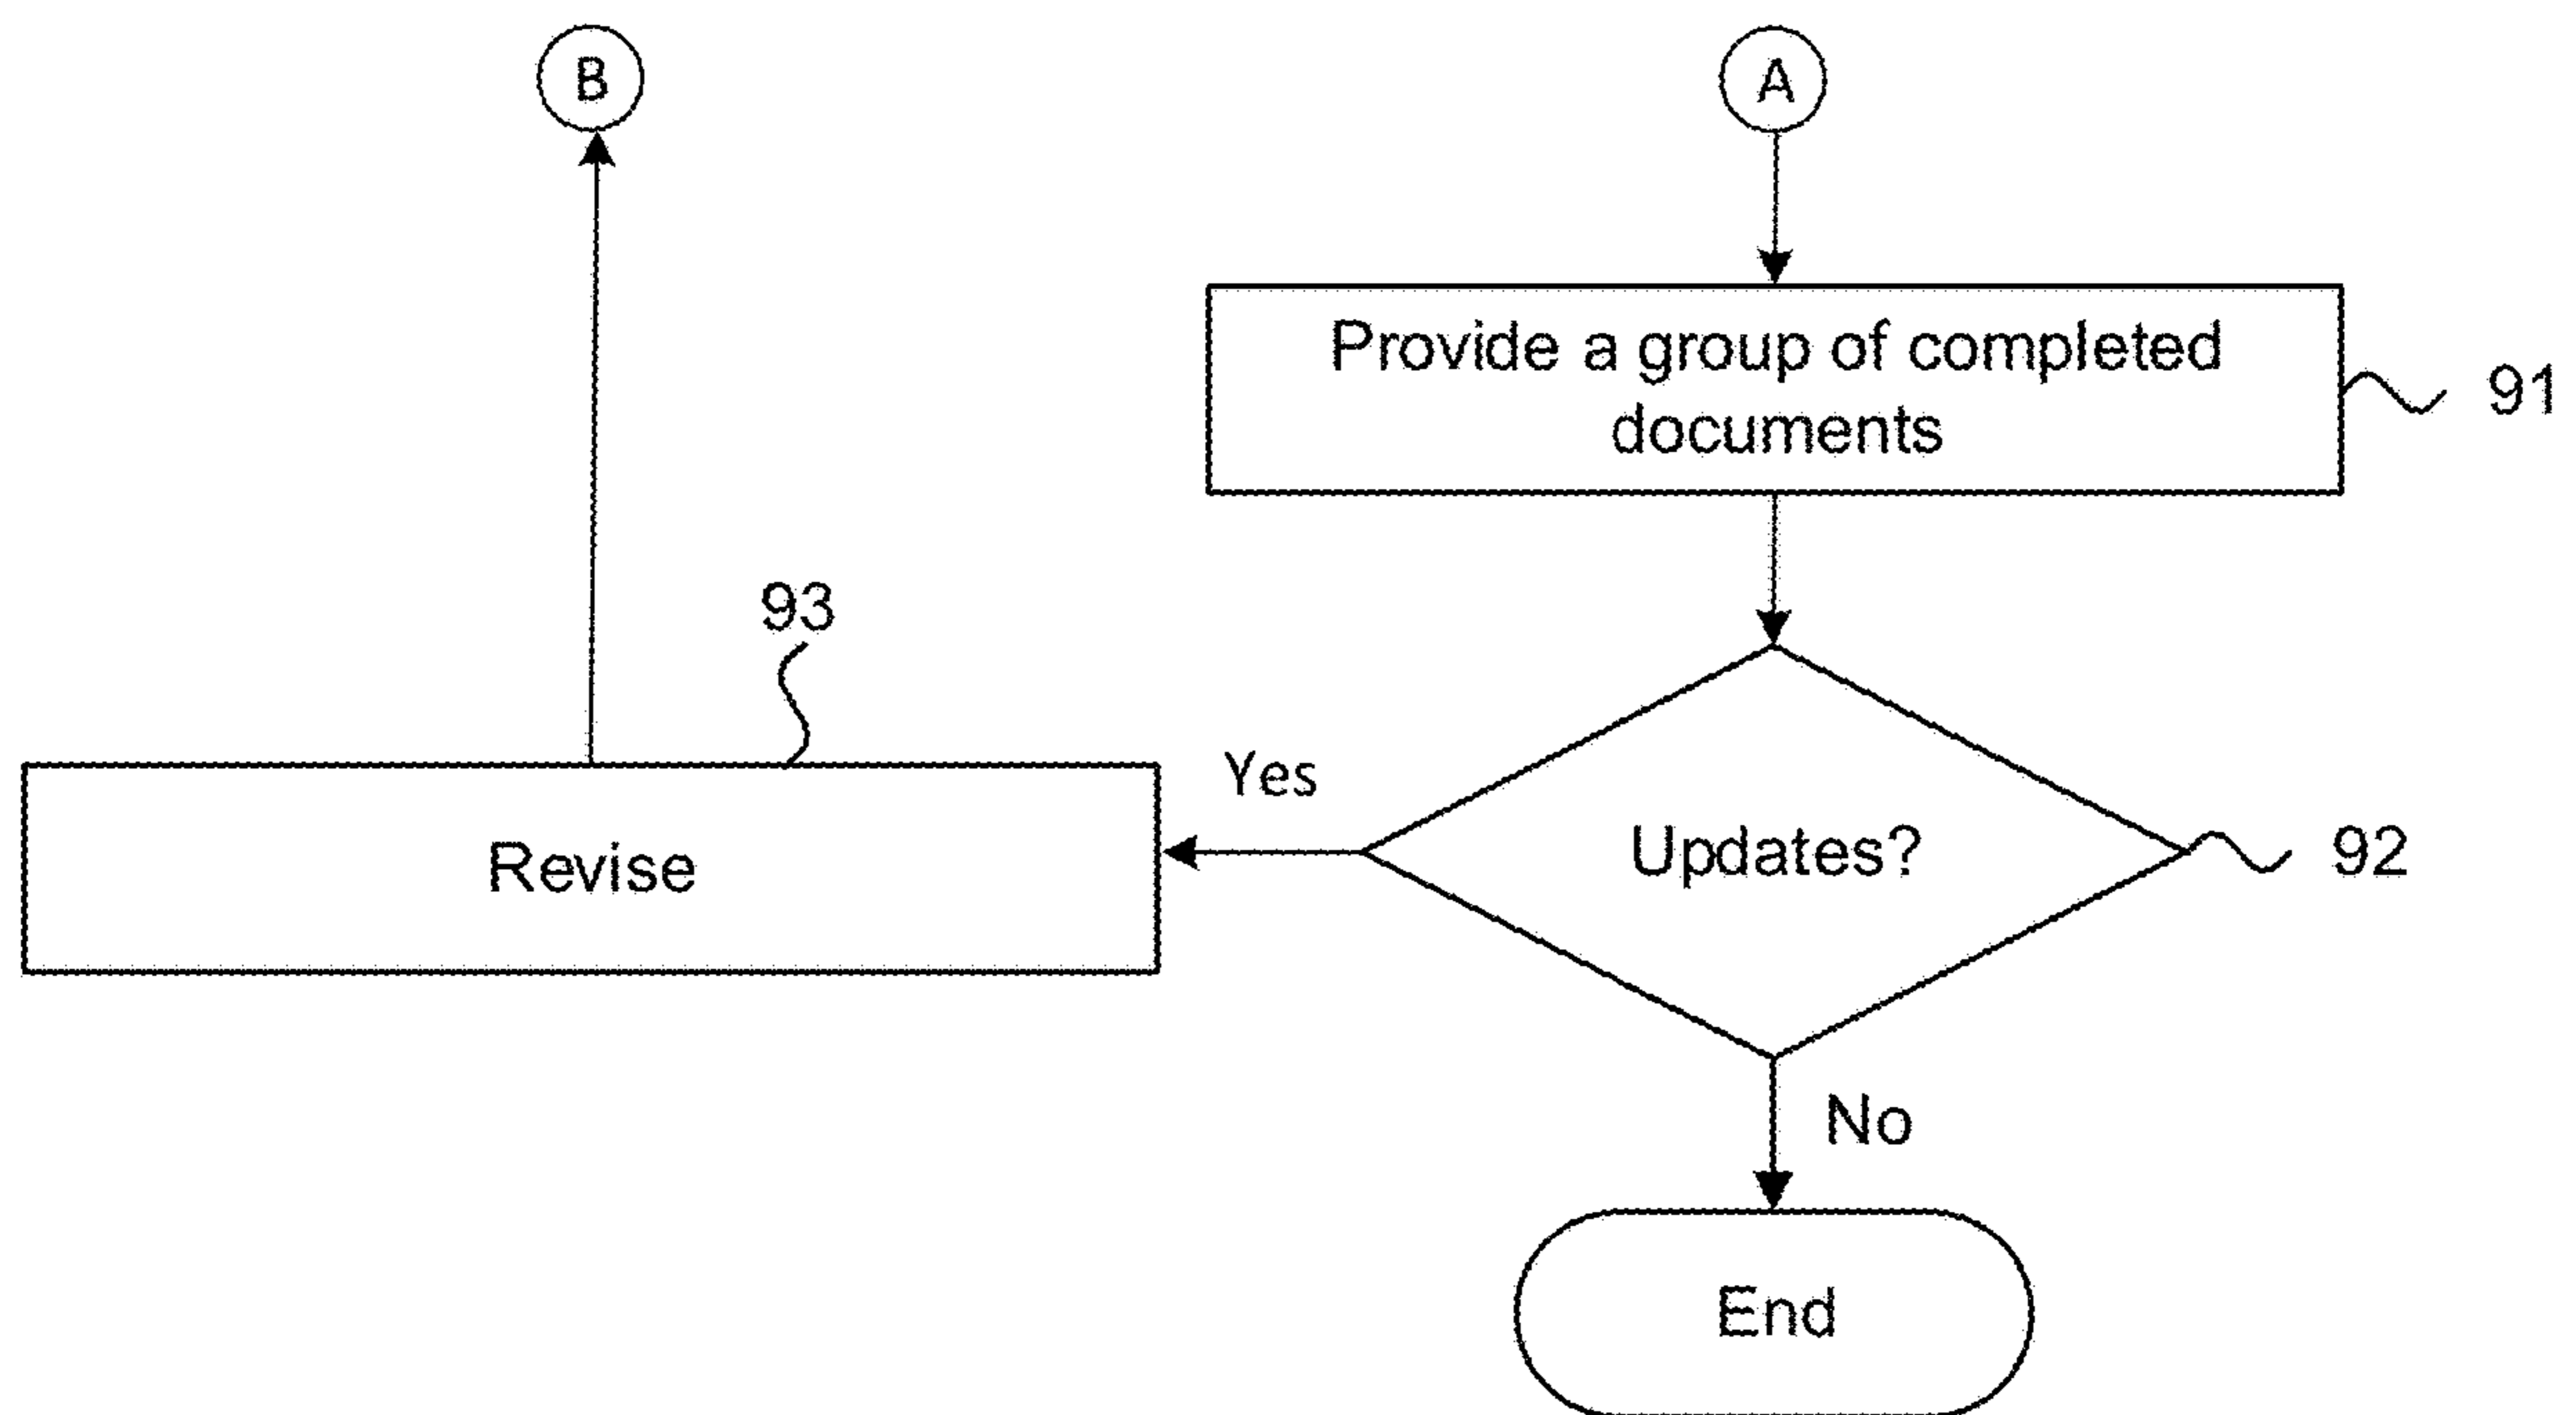 B
A
Provide a group of completed
documents
91
93
Yes
Updates?
92
Revise
No
End